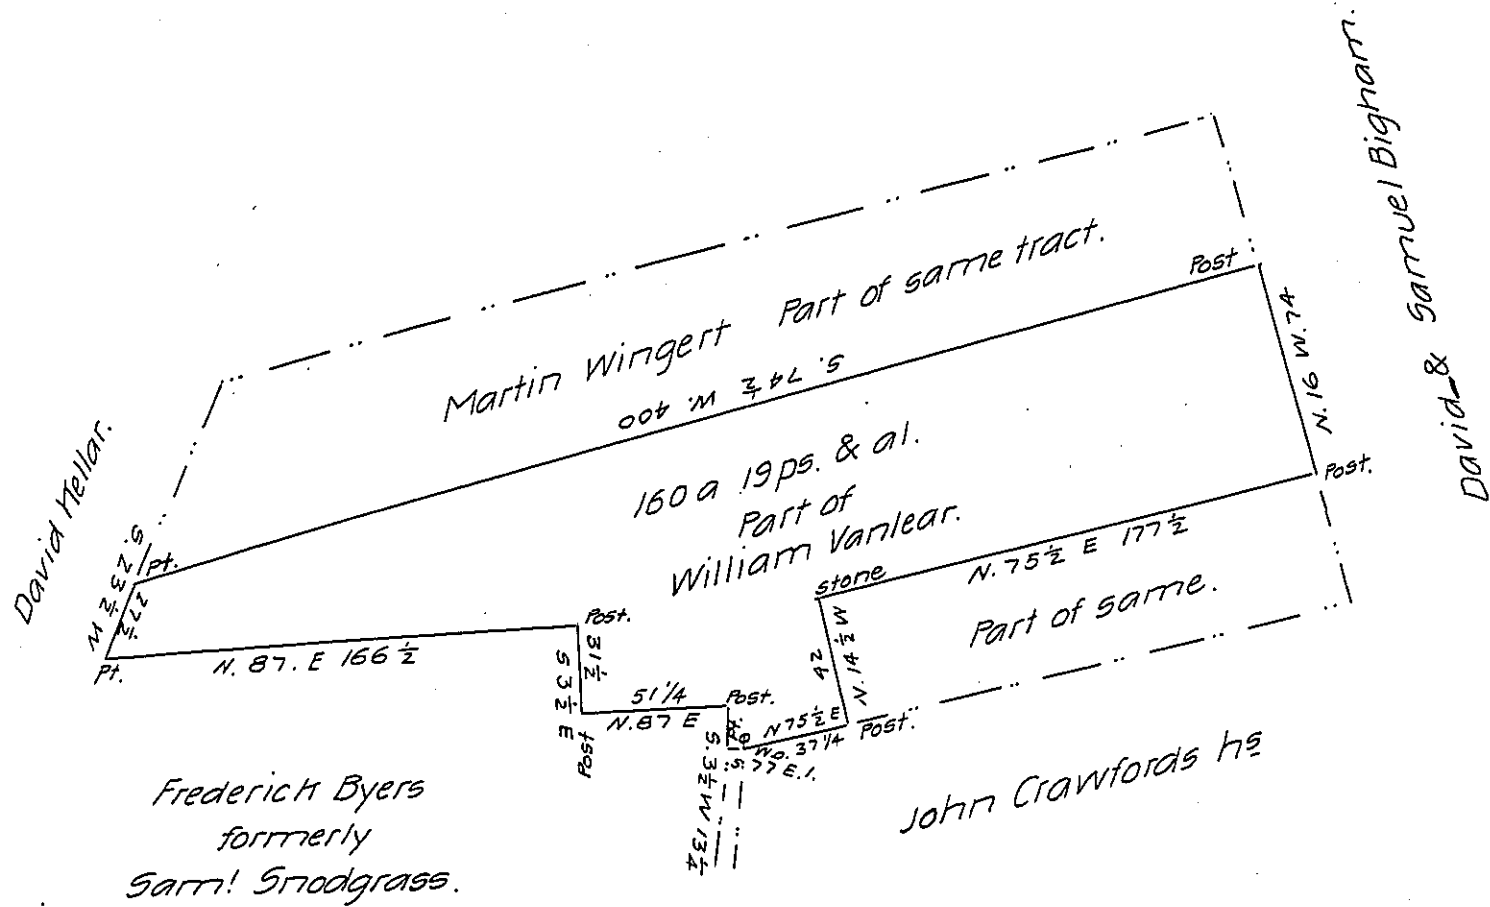 David & Samuel Bigham.
Martin Wingert Part of same tract.
Post
S. 74½ W. 400
N. 16 W. 74
David Hellar.
160 a 19 ps. & al.
Part of
William Vanlear.
Post.
S. 23½ W
27½
Pt.
Pt.
N. 87. E 166½
Post.
31½
S 3½ E
Post
51¼
N. 87 E
Post.
stone
N. 75½ E 177½
Part of same.
42
N. 14½ W
Post.
N 75½ E
W.O. 37¼
S. 77 E. 1.
S. 3½ W 13¼
John Crawfords hs
Frederick Byers
formerly
Saml Snodgrass.